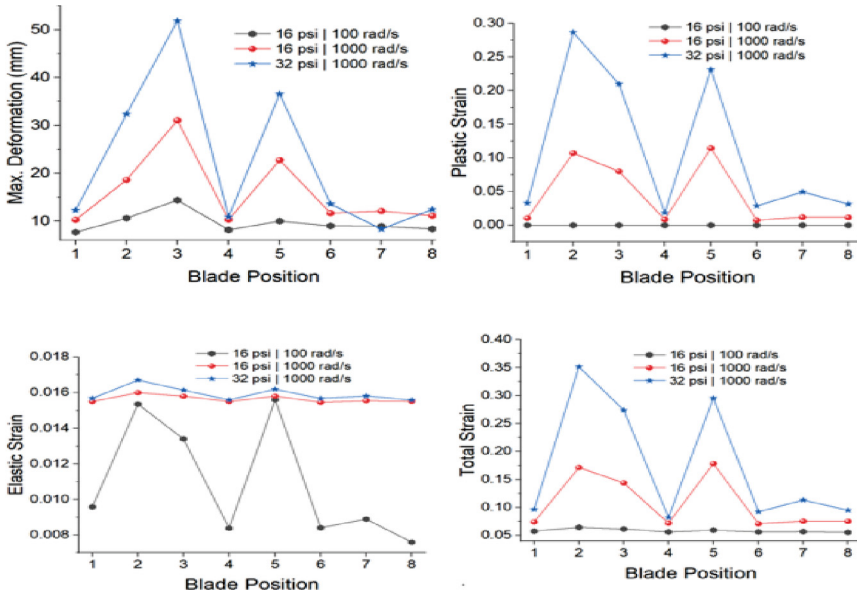 Max. Deformation (mm)
50
40
30
20
10
16 psi | 100 rad/s
16 psi | 1000 rad/s
32 psi | 1000 rad/s
1 2 3 4 5 6 7 8
Blade Position
Plastic Strain
0.30
0.25
0.20
0.15
0.10
0.05
0.00
16 psi | 100 rad/s
16 psi | 1000 rad/s
32 psi | 1000 rad/s
1 2 3 4 5 6 7 8
Blade Position
Elastic Strain
0.018
0.016
0.014
0.012
0.010
0.008
16 psi | 100 rad/s
16 psi | 1000 rad/s
32 psi | 1000 rad/s
1 2 3 4 5 6 7 8
Blade Position
Total Strain
0.40
0.35
0.30
0.25
0.20
0.15
0.10
0.05
16 psi | 100 rad/s
16 psi | 1000 rad/s
32 psi | 1000 rad/s
1 2 3 4 5 6 7 8
Blade Position